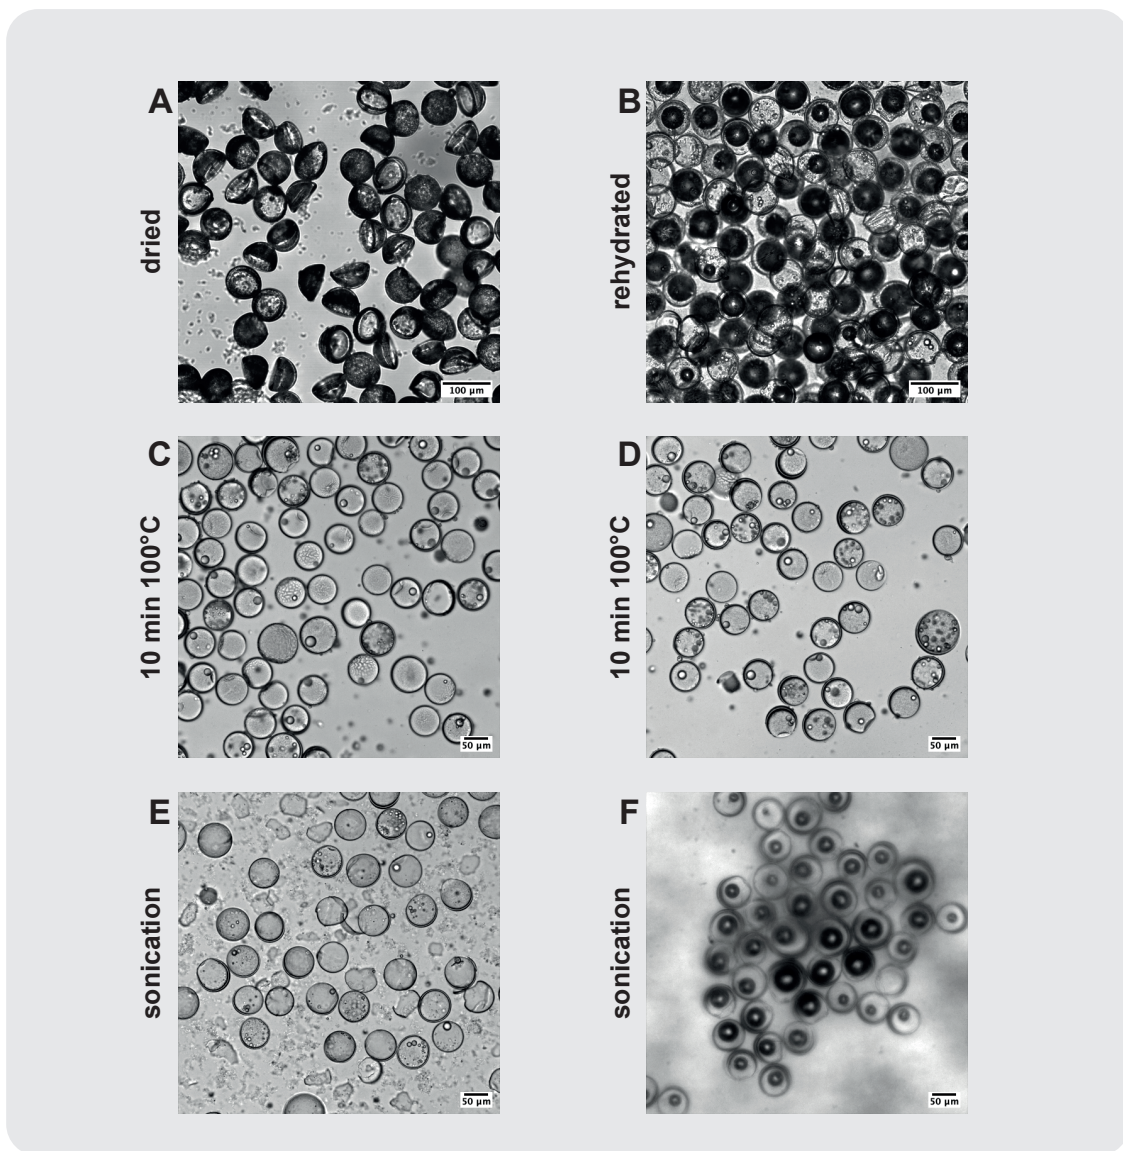 A
dried
100 µm
B
rehydrated
100 µm
C
10 min 100°C
50 µm
D
10 min 100°C
50 µm
E
sonication
50 µm
F
sonication
50 µm